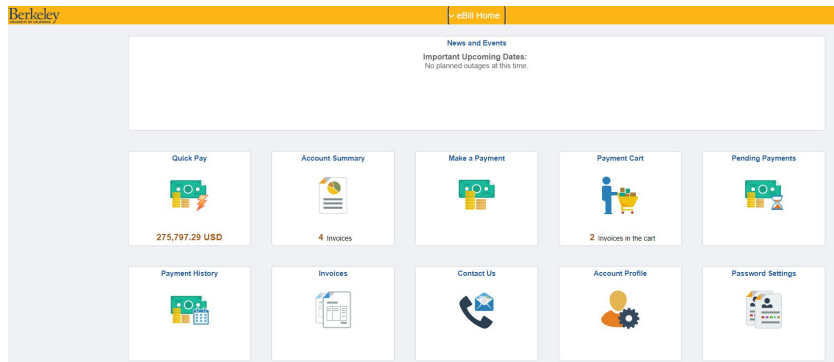 Berkeley
UNIVERSITY OF CALIFORNIA
eBill Home
News and Events
Important Upcoming Dates:
No planned outages at this time.
Quick Pay
275,797.29 USD
Account Summary
4 Invoices
Make a Payment
Payment Cart
2 Invoices in the cart
Pending Payments
Payment History
Invoices
Contact Us
Account Profile
Password Settings